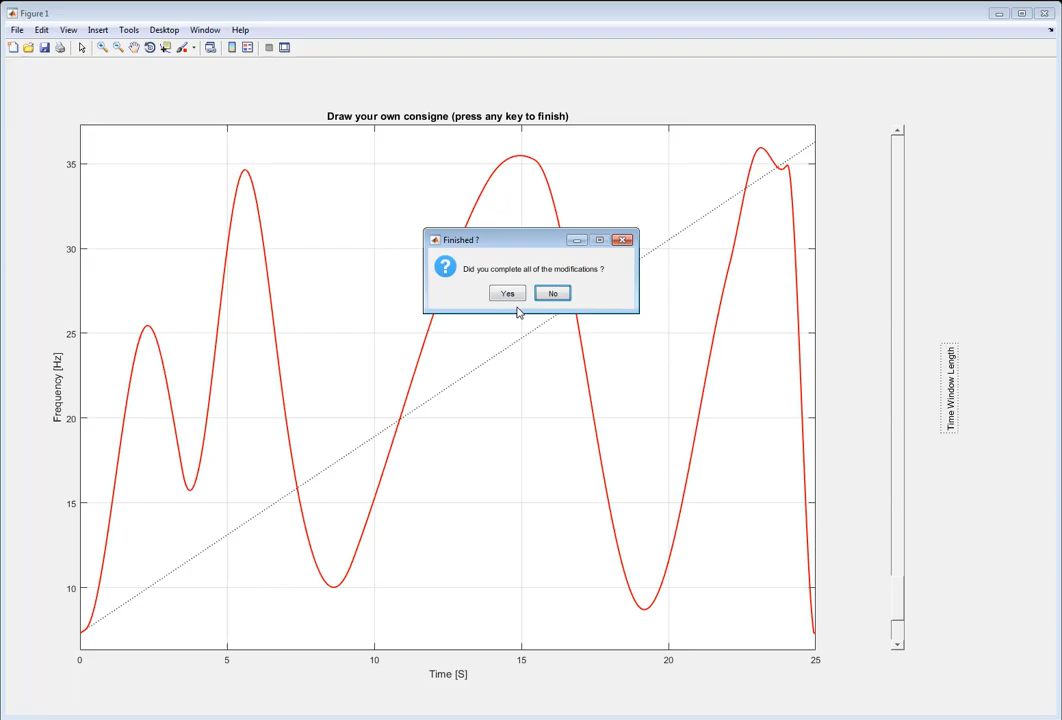 Figure 1
File Edit View Insert Tools Desktop Window Help
Draw your own consigne (press any key to finish)
35
30
25
20
15
10
Frequency [Hz]
Finished ?
Did you complete all of the modifications ?
Yes No
Time Window Length
0 5 10 15 20 25
Time [S]